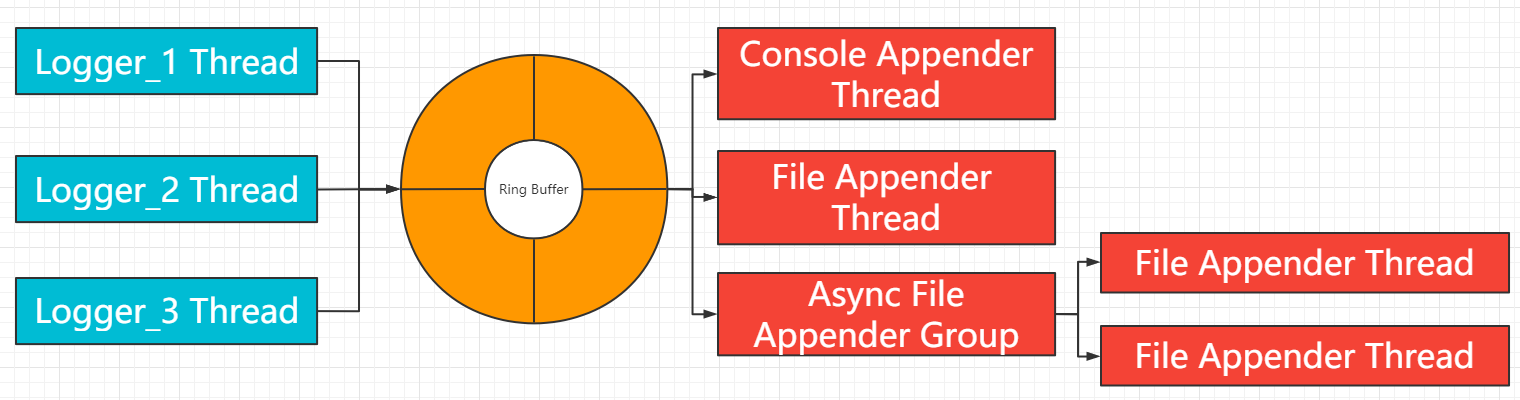 Logger_1 Thread
Logger_2 Thread
Logger_3 Thread
Ring Buffer
Console Appender
Thread
File Appender
Thread
Async File
Appender Group
File Appender Thread
File Appender Thread